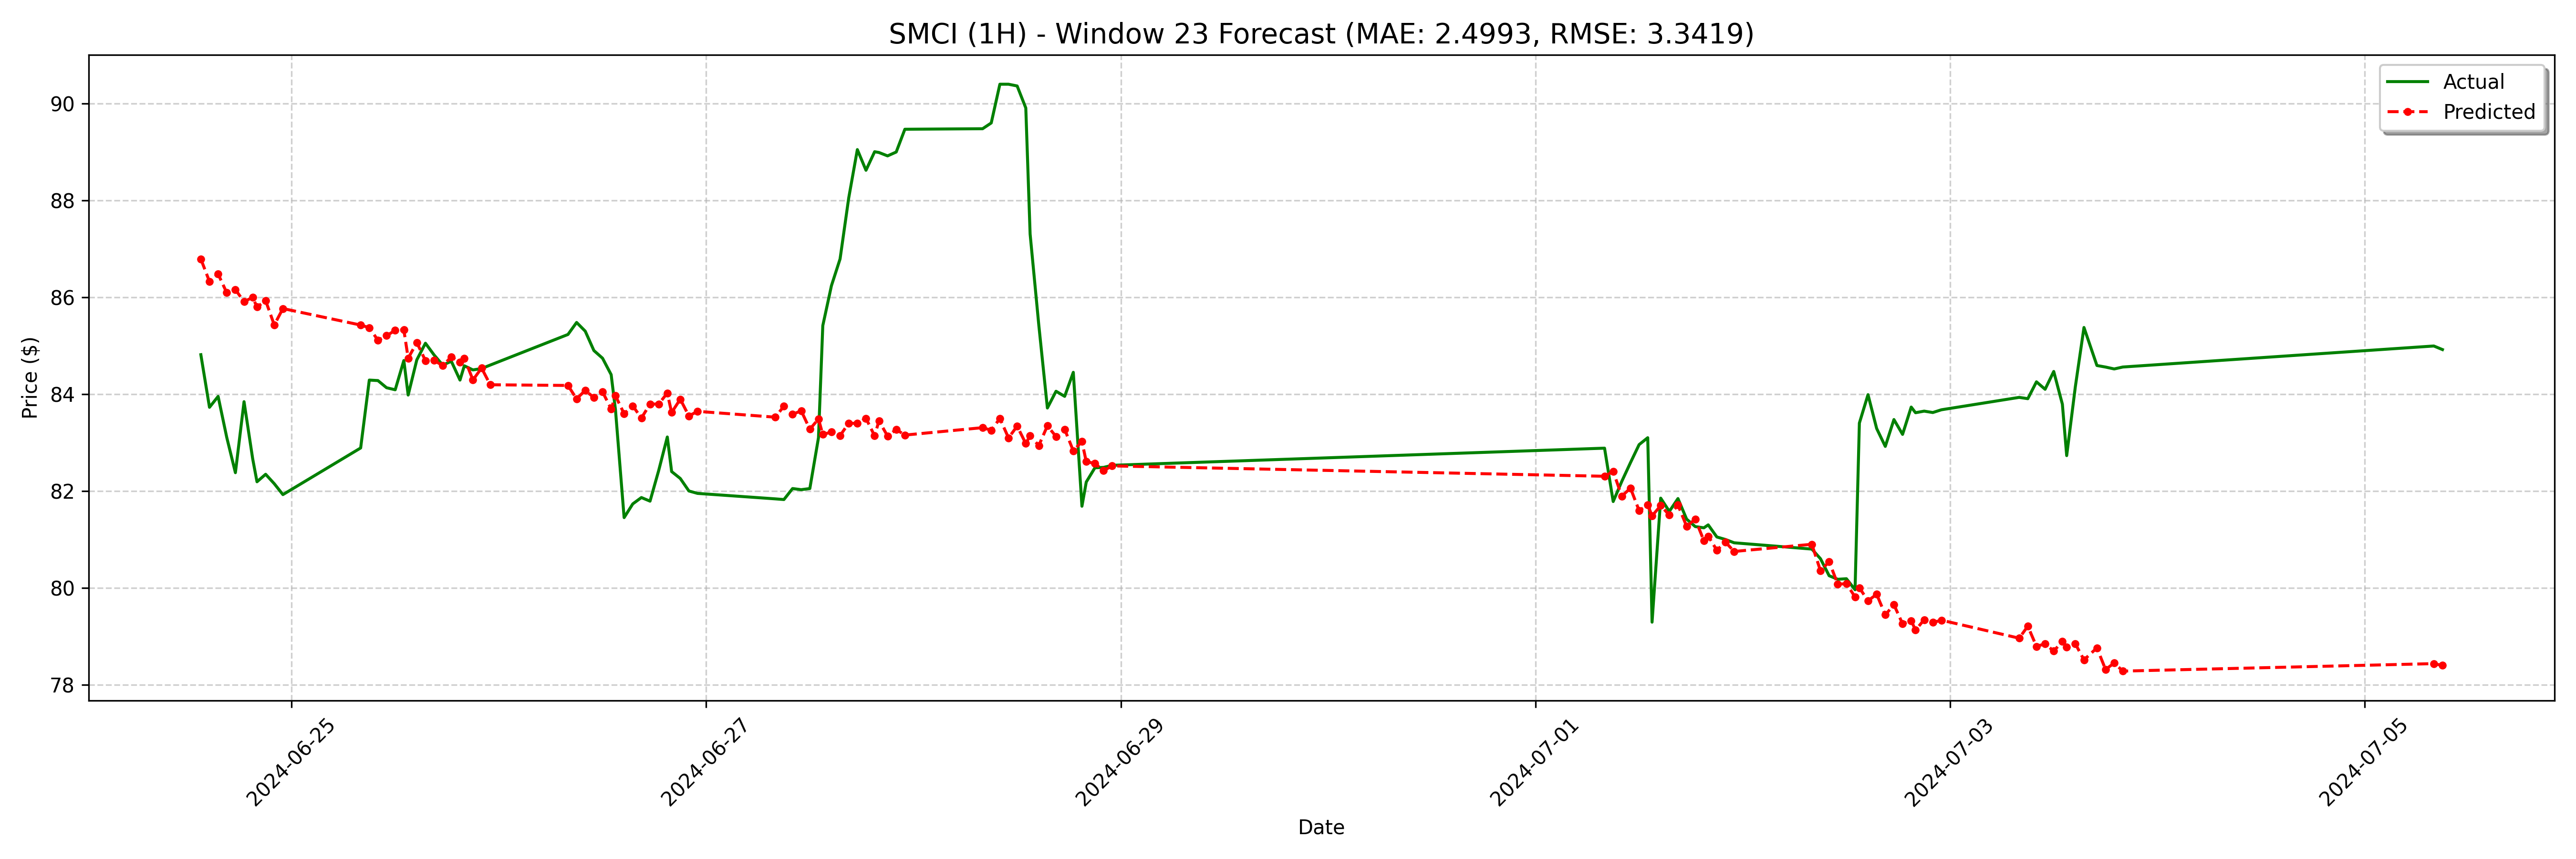 SMCI (1H) - Window 23 Forecast (MAE: 2.4993, RMSE: 3.3419)
Actual
Predicted
Price ($)
90
88
86
84
82
80
78
2024-06-25
2024-06-27
2024-06-29
2024-07-01
2024-07-03
2024-07-05
Date